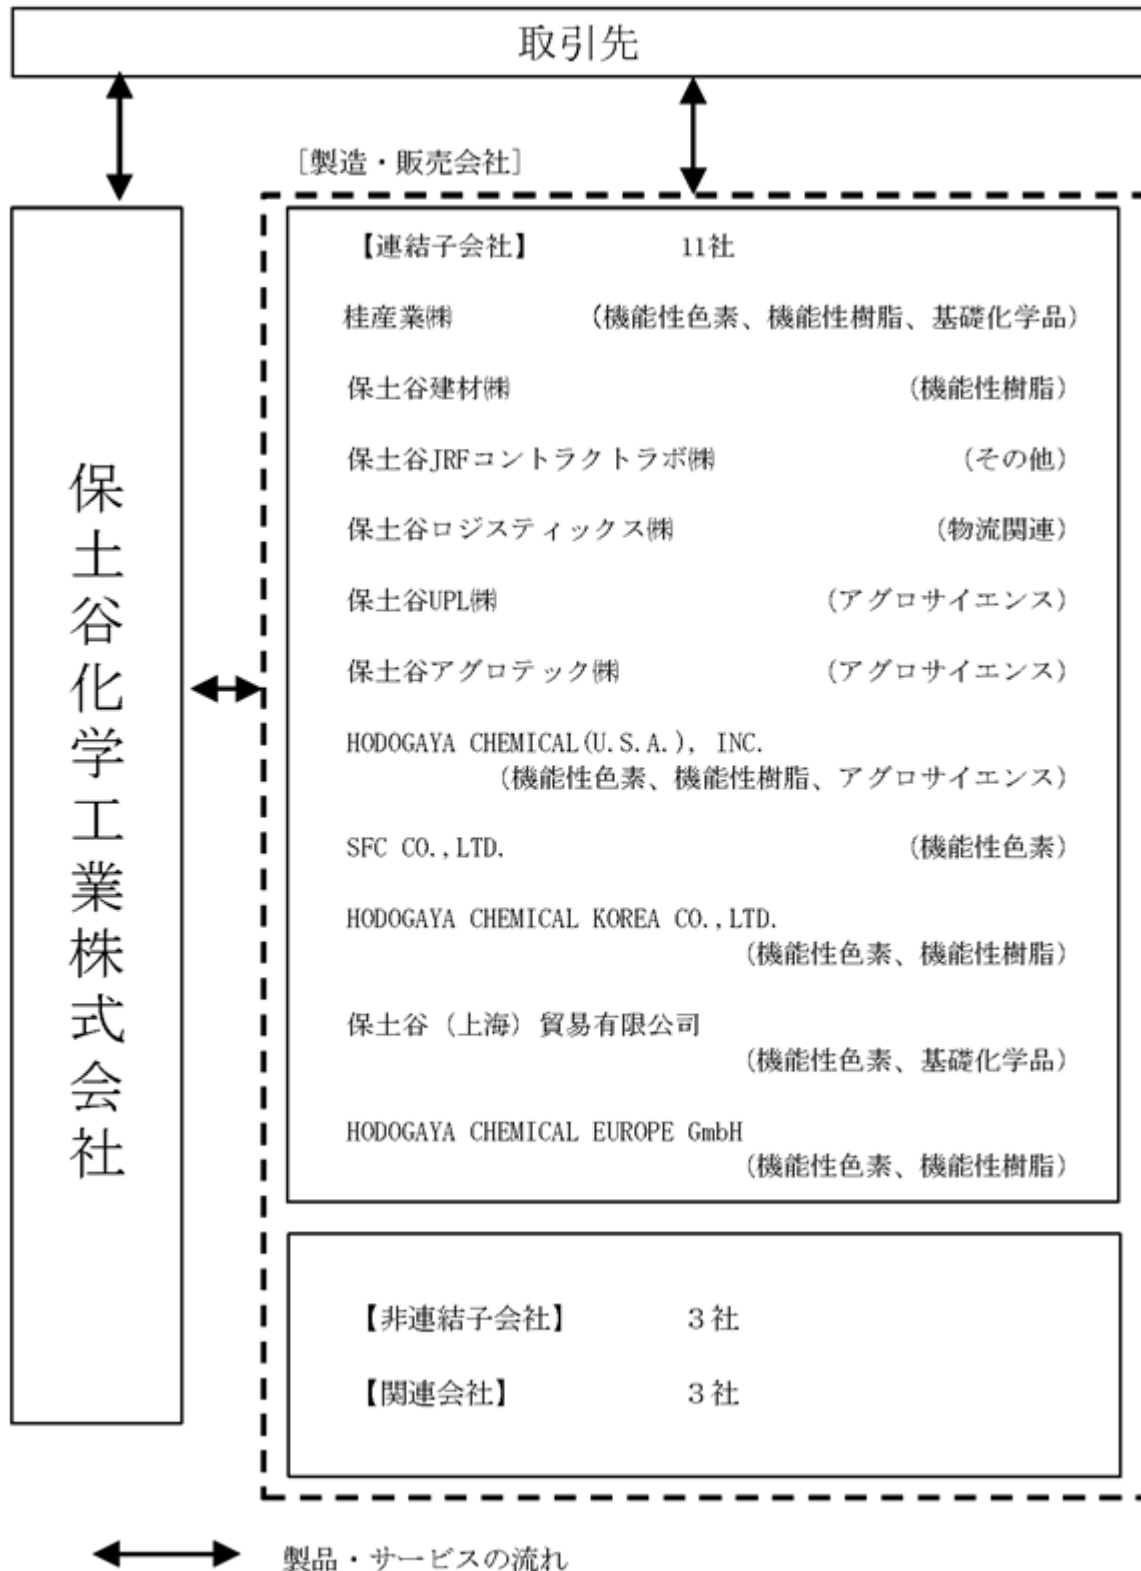 取引先
[製造・販売会社]
保土谷化学工業株式会社
【連結子会社】 11社
桂産業㈱ （機能性色素、機能性樹脂、基礎化学品）
保土谷建材㈱ （機能性樹脂）
保土谷JRFコントラクトラボ㈱ （その他）
保土谷ロジスティックス㈱ （物流関連）
保土谷UPL㈱ （アグロサイエンス）
保土谷アグロテック㈱ （アグロサイエンス）
HODOGAYA CHEMICAL(U.S.A.), INC.
（機能性色素、機能性樹脂、アグロサイエンス）
SFC CO.,LTD. （機能性色素）
HODOGAYA CHEMICAL KOREA CO.,LTD.
（機能性色素、機能性樹脂）
保土谷（上海）貿易有限公司
（機能性色素、基礎化学品）
HODOGAYA CHEMICAL EUROPE GmbH
（機能性色素、機能性樹脂）
【非連結子会社】 ３社
【関連会社】 ３社
製品・サービスの流れ